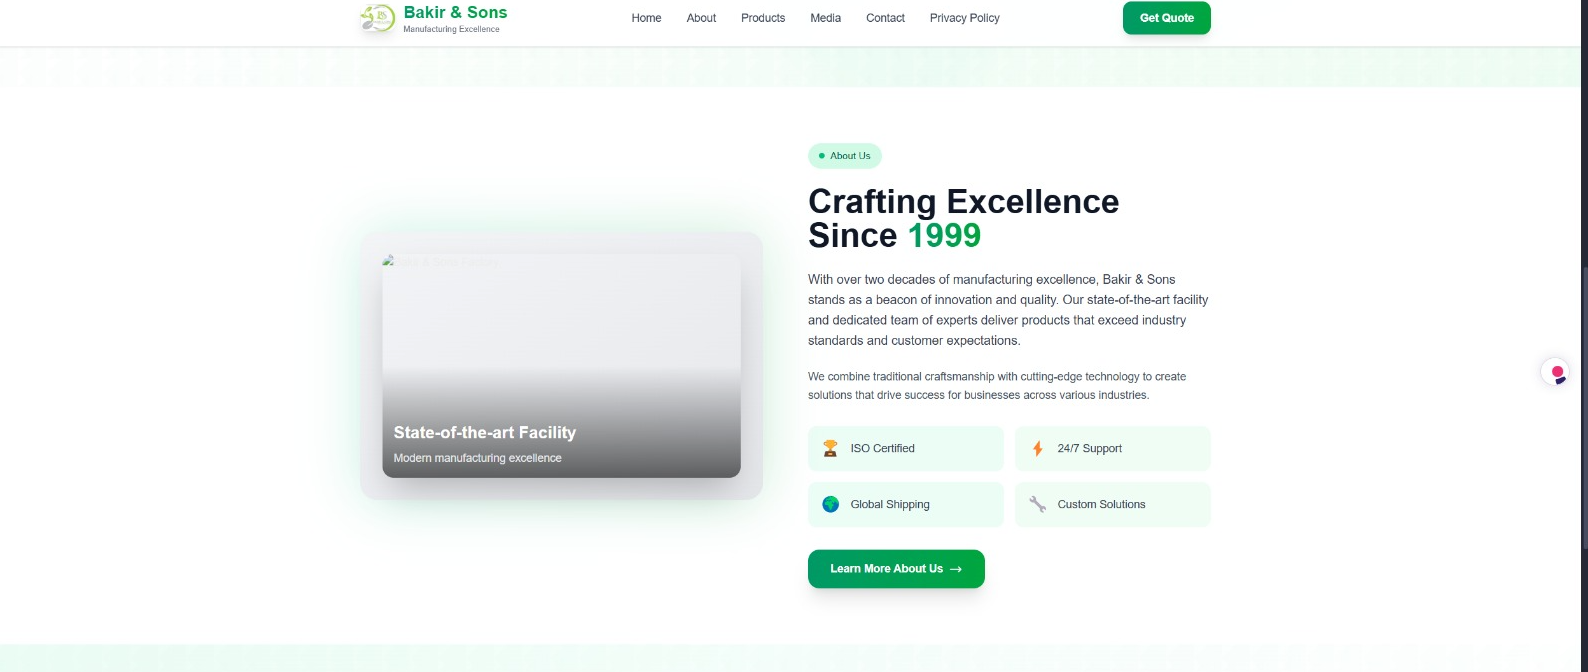 Bakir & Sons
Manufacturing Excellence
Home
About
Products
Media
Contact
Privacy Policy
Get Quote
About Us
Crafting Excellence
Since 1999
With over two decades of manufacturing excellence, Bakir & Sons
stands as a beacon of innovation and quality. Our state-of-the-art facility
and dedicated team of experts deliver products that exceed industry
standards and customer expectations.
We combine traditional craftsmanship with cutting-edge technology to create
solutions that drive success for businesses across various industries.
State-of-the-art Facility
Modern manufacturing excellence
ISO Certified
24/7 Support
Global Shipping
Custom Solutions
Learn More About Us →